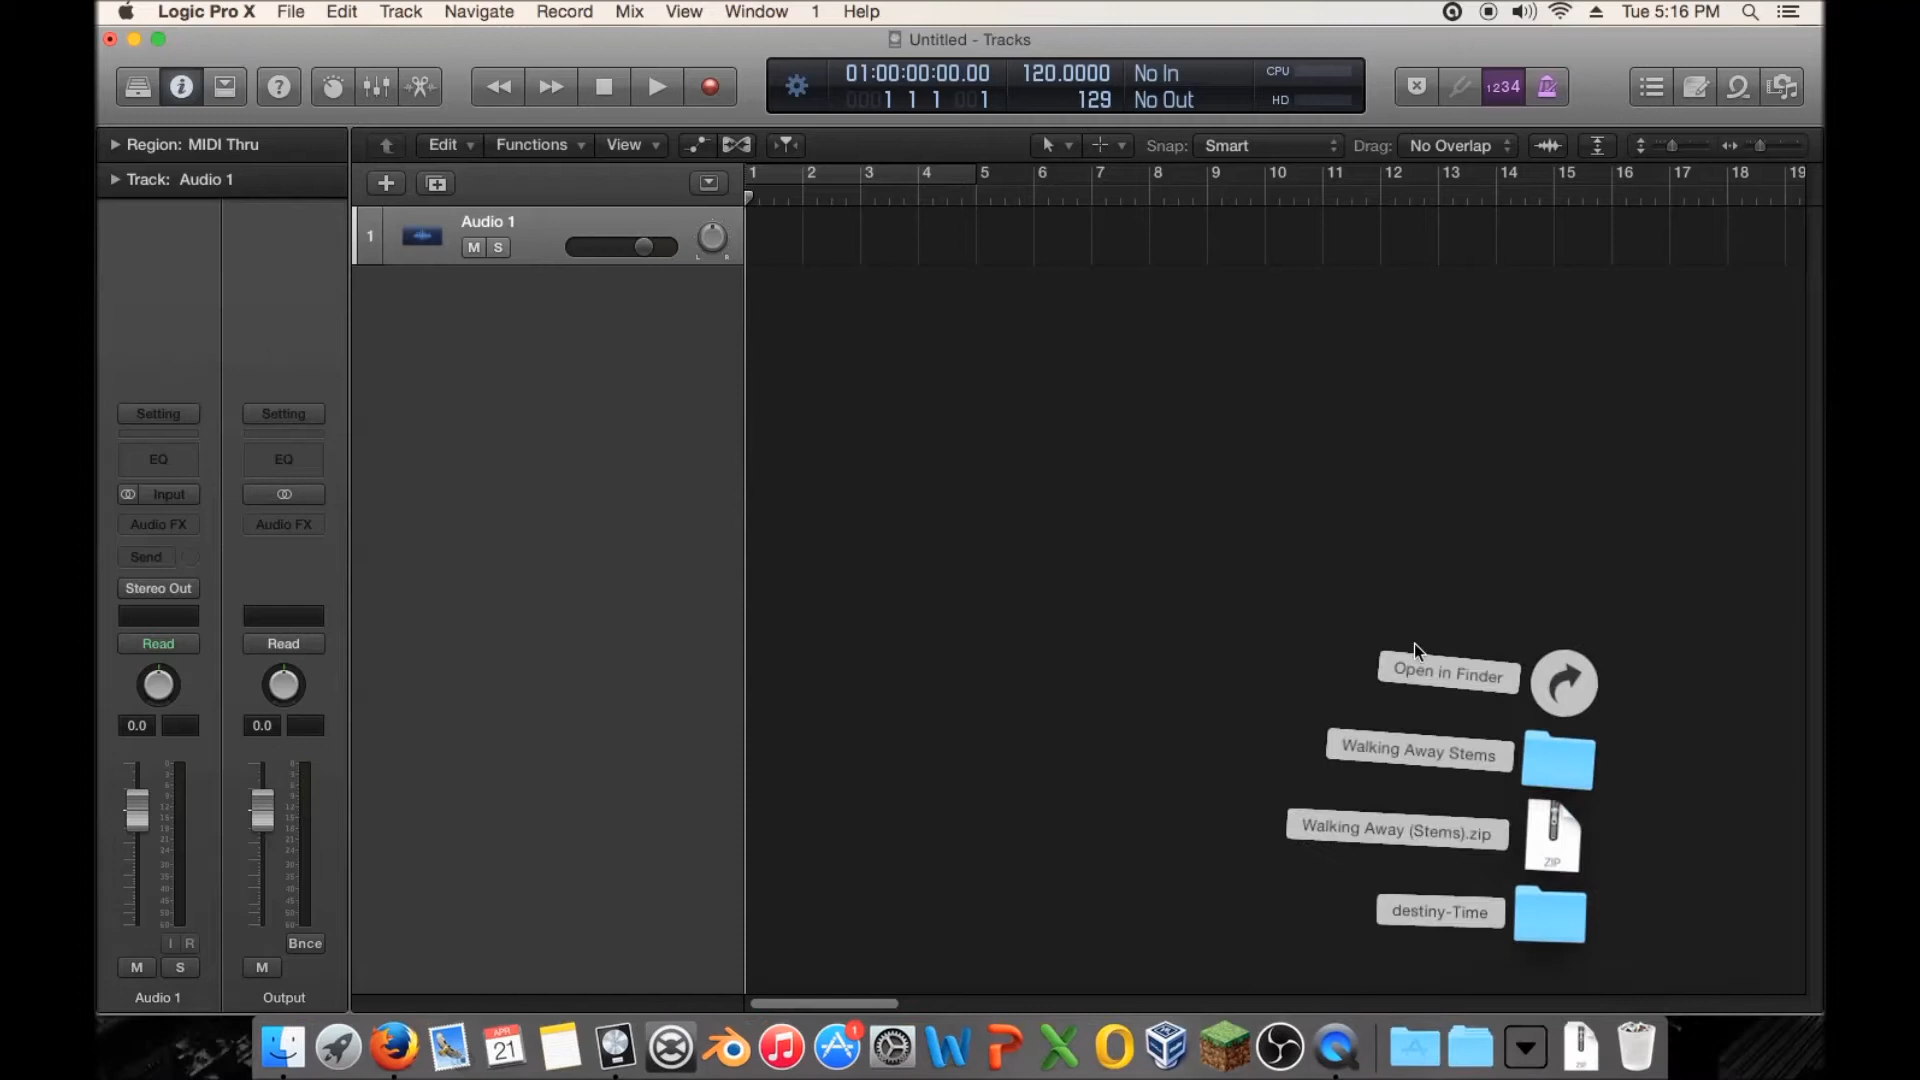 Logic Pro X File Edit Track Navigate Record Mix View Window 1 Help Tue 5:16 PM
Untitled - Tracks
01:00:00:00.00 120.0000 No In CPU
0001 1 1 001 129 No Out HD
1234
Region: MIDI Thru
Edit Functions View Snap: Smart Drag: No Overlap
Track: Audio 1
1 2 3 4 5 6 7 8 9 10 11 12 13 14 15 16 17 18 19
1 Audio 1
M S
L R
Setting Setting
EQ EQ
Input
Audio FX Audio FX
Send
Stereo Out
Read Read
0.0 0.0
I R Bnce
M S M
Audio 1 Output
Open in Finder
Walking Away Stems
Walking Away (Stems).zip
ZIP
destiny-Time
APR
21
1